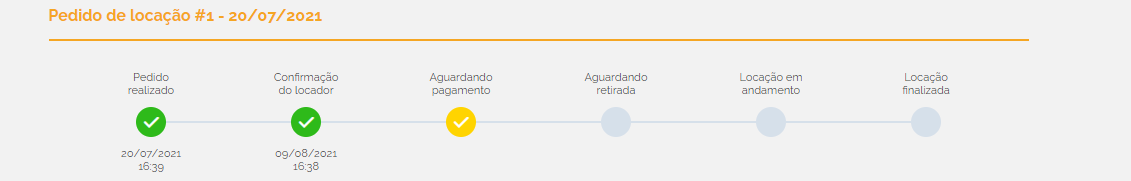 Pedido de locação #1 - 20/07/2021
Pedido
realizado
Confirmação
do locador
Aguardando
pagamento
Aguardando
retirada
Locação em
andamento
Locação
finalizada
20/07/2021
16:39
09/08/2021
16:38